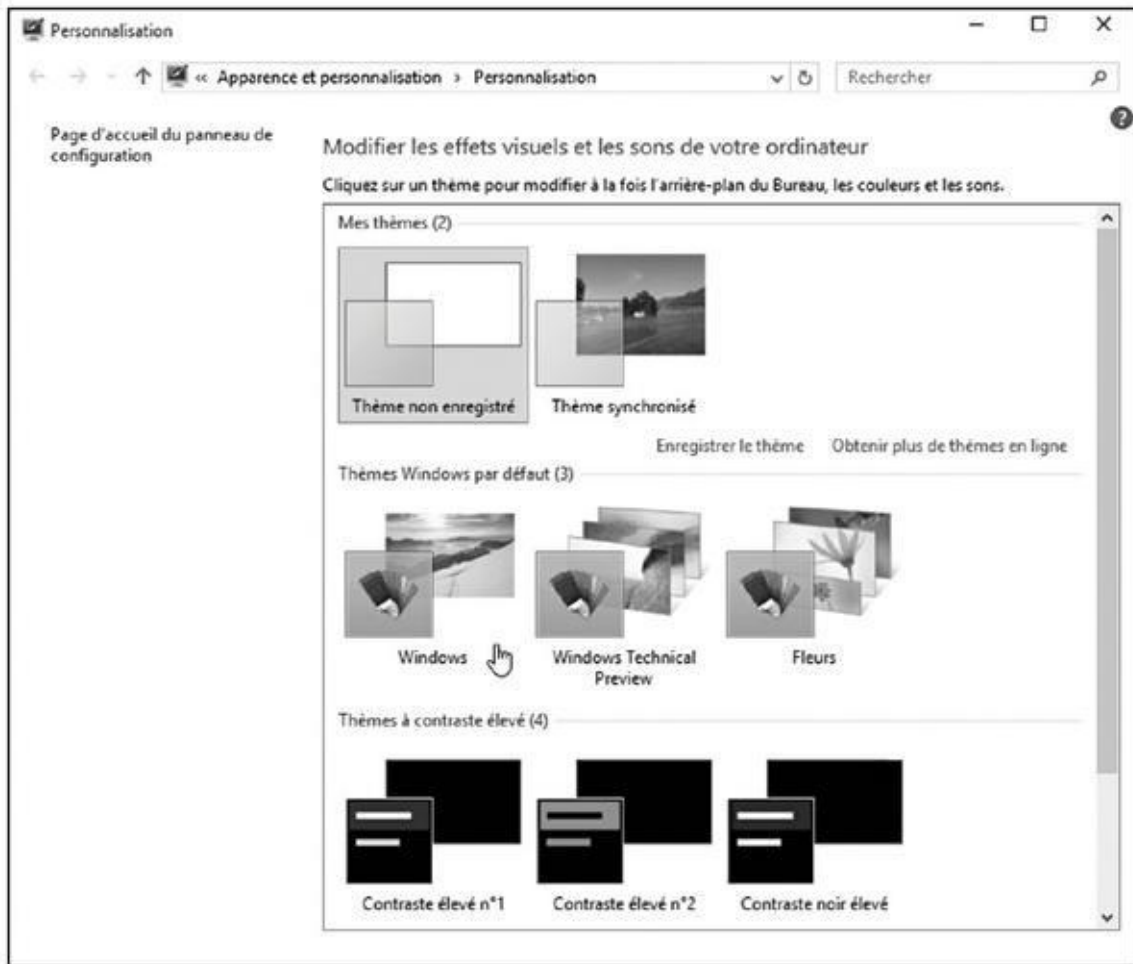 Personnalisation
« Apparence et personnalisation › Personnalisation
Rechercher
Page d'accueil du panneau de
configuration
Modifier les effets visuels et les sons de votre ordinateur
Cliquez sur un thème pour modifier à la fois l'arrière-plan du Bureau, les couleurs et les sons.
Mes thèmes (2)
Thème non enregistré
Thème synchronisé
Enregistrer le thème
Obtenir plus de thèmes en ligne
Thèmes Windows par défaut (3)
Windows
Windows Technical
Preview
Fleurs
Thèmes à contraste élevé (4)
Contraste élevé n°1
Contraste élevé n°2
Contraste noir élevé